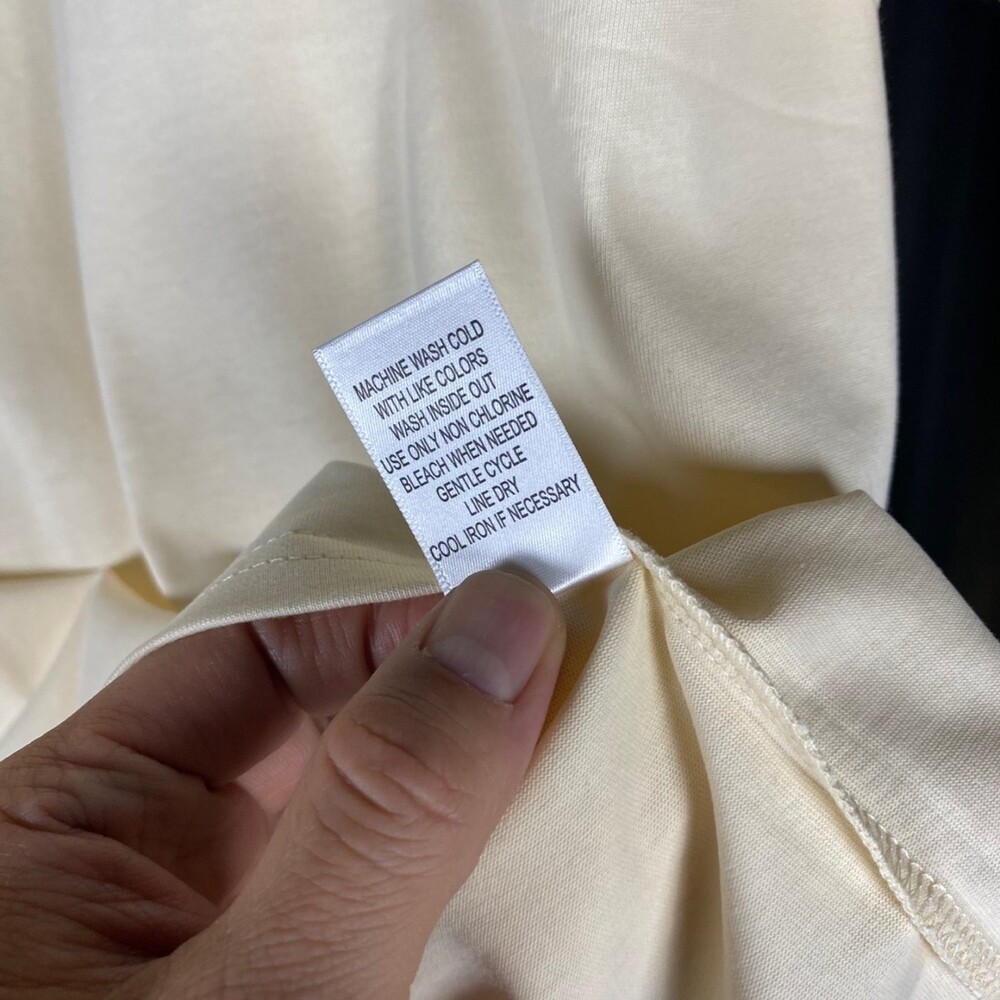 MACHINE WASH COLD
WITH LIKE COLORS
WASH INSIDE OUT
USE ONLY NON CHLORINE
BLEACH WHEN NEEDED
GENTLE CYCLE
LINE DRY
COOL IRON IF NECESSARY